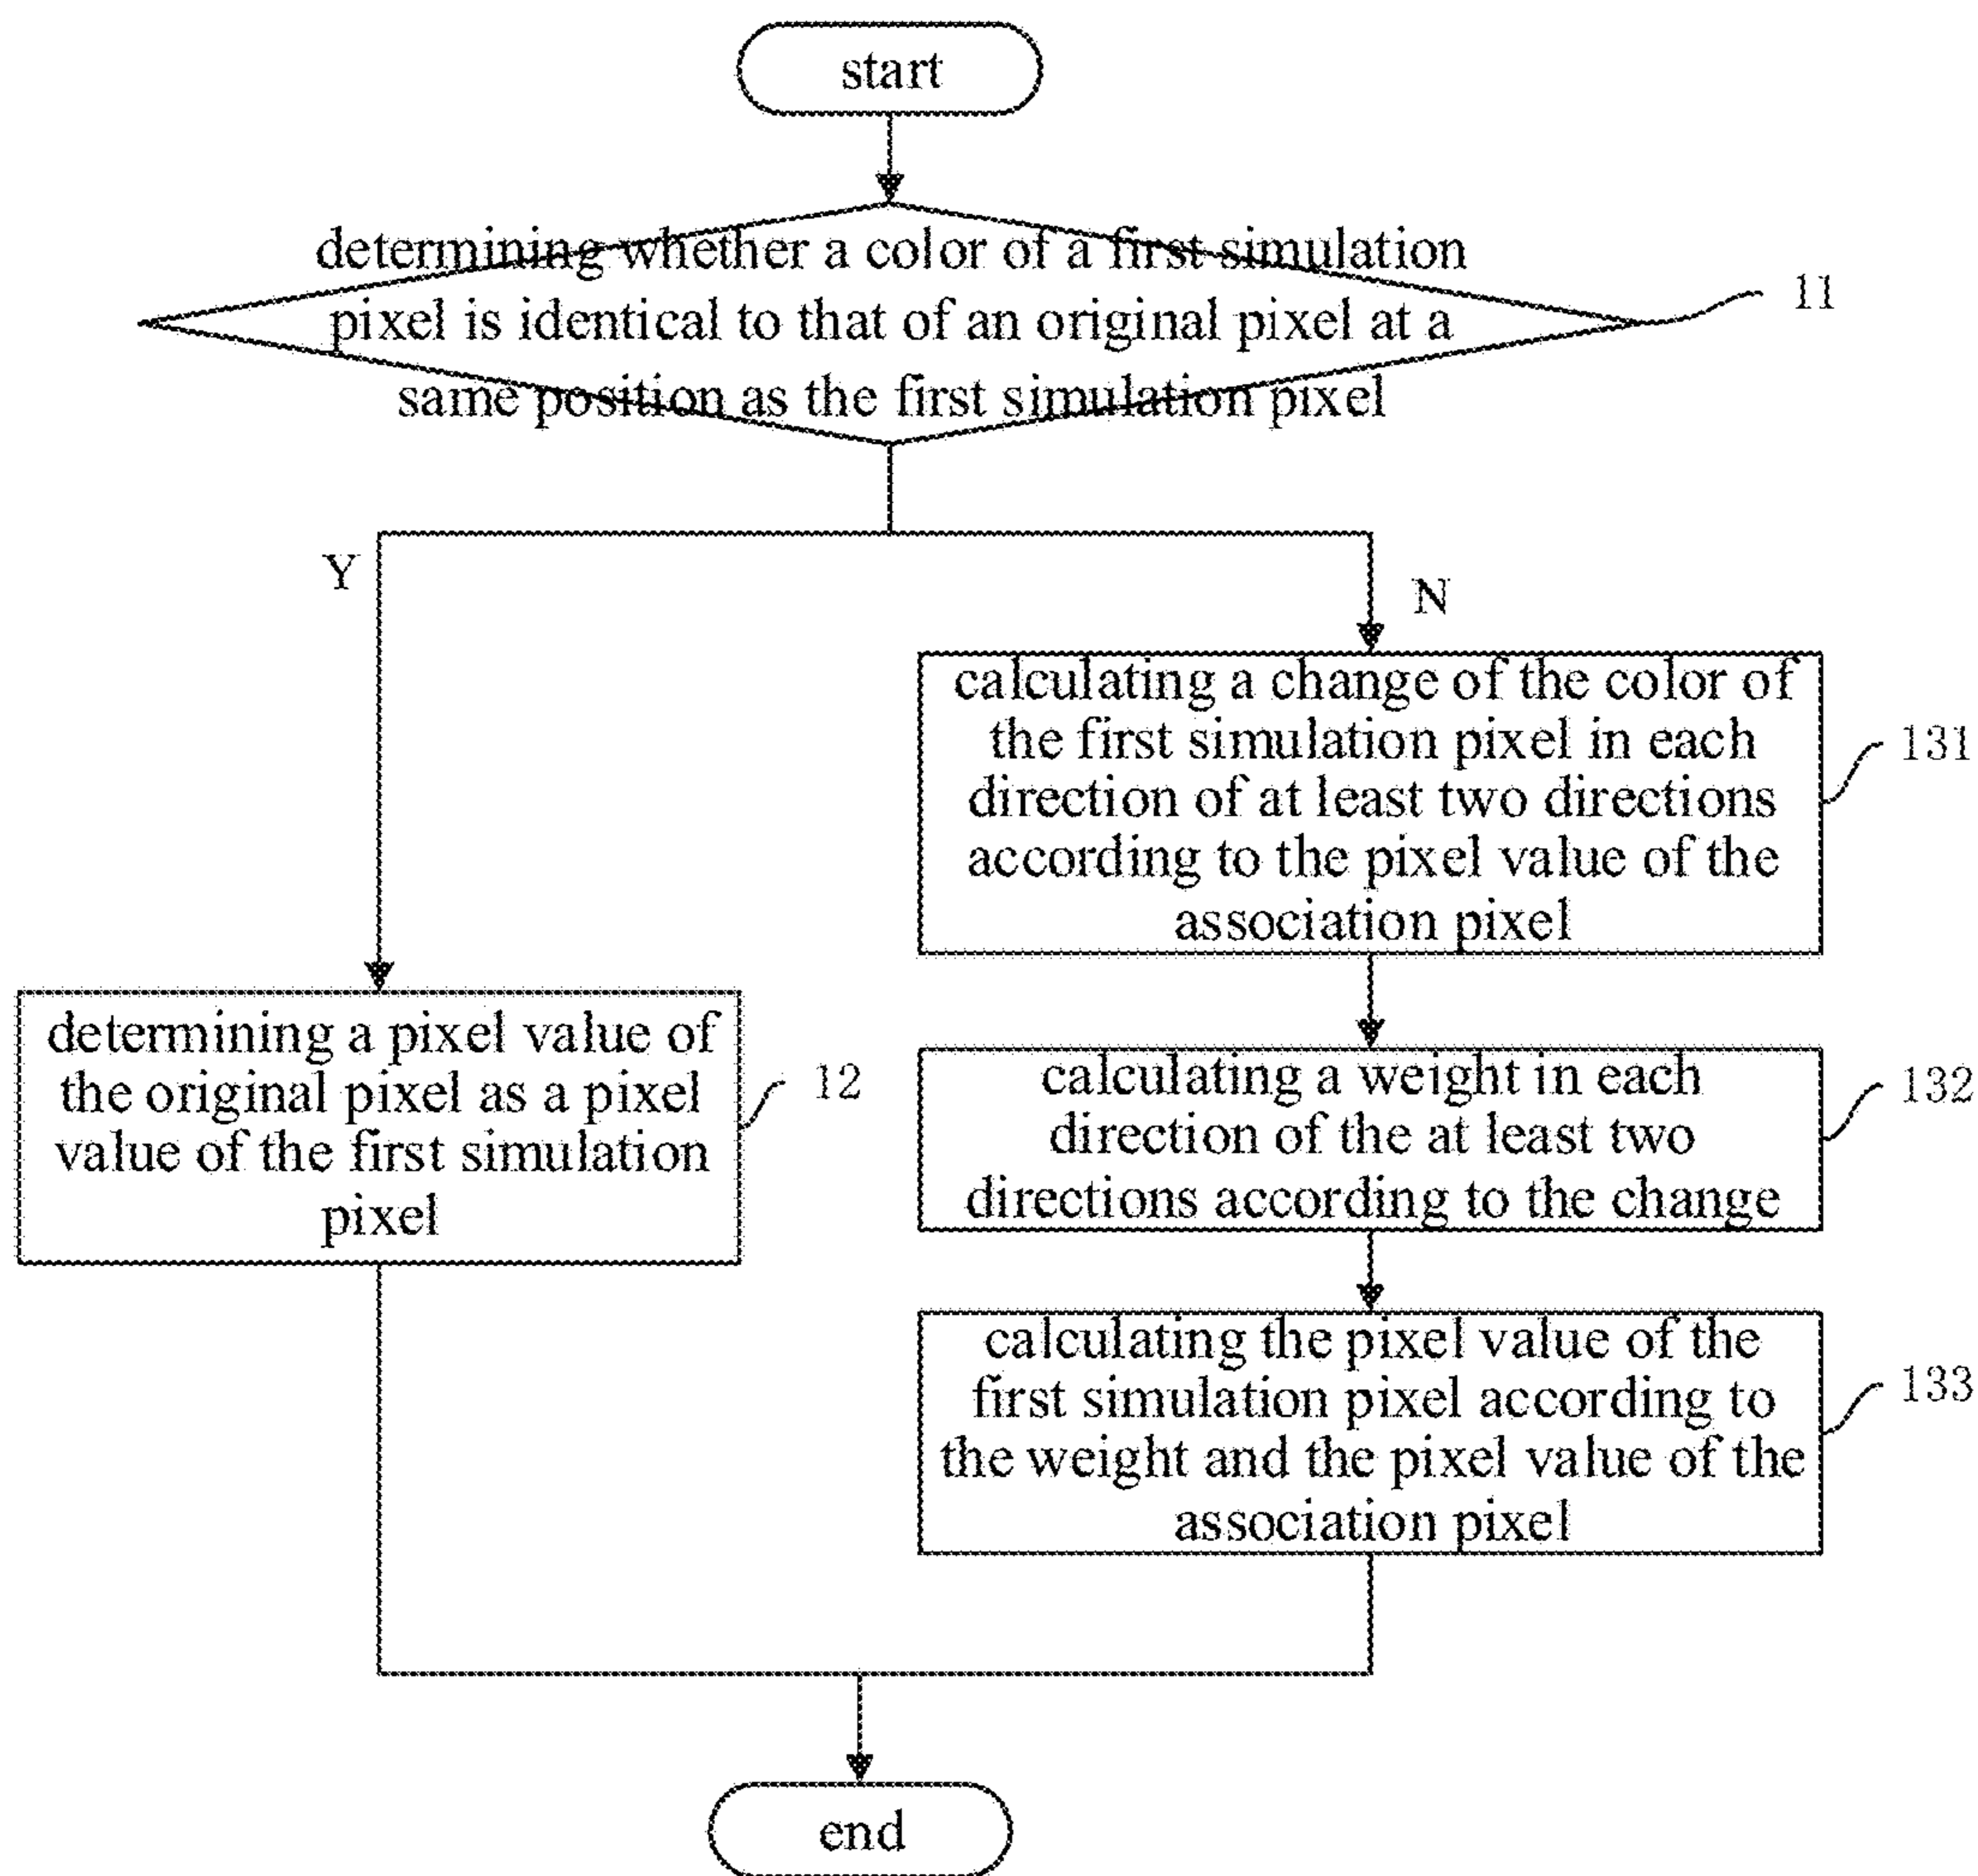 start
determining whether a color of a first simulation
pixel is identical to that of an original pixel at a
same position as the first simulation pixel
11
Y
N
calculating a change of the color of
the first simulation pixel in each
direction of at least two directions
according to the pixel value of the
association pixel
131
determining a pixel value of
the original pixel as a pixel
value of the first simulation
pixel
12
calculating a weight in each
direction of the at least two
directions according to the change
132
calculating the pixel value of the
first simulation pixel according to
the weight and the pixel value of the
association pixel
133
end